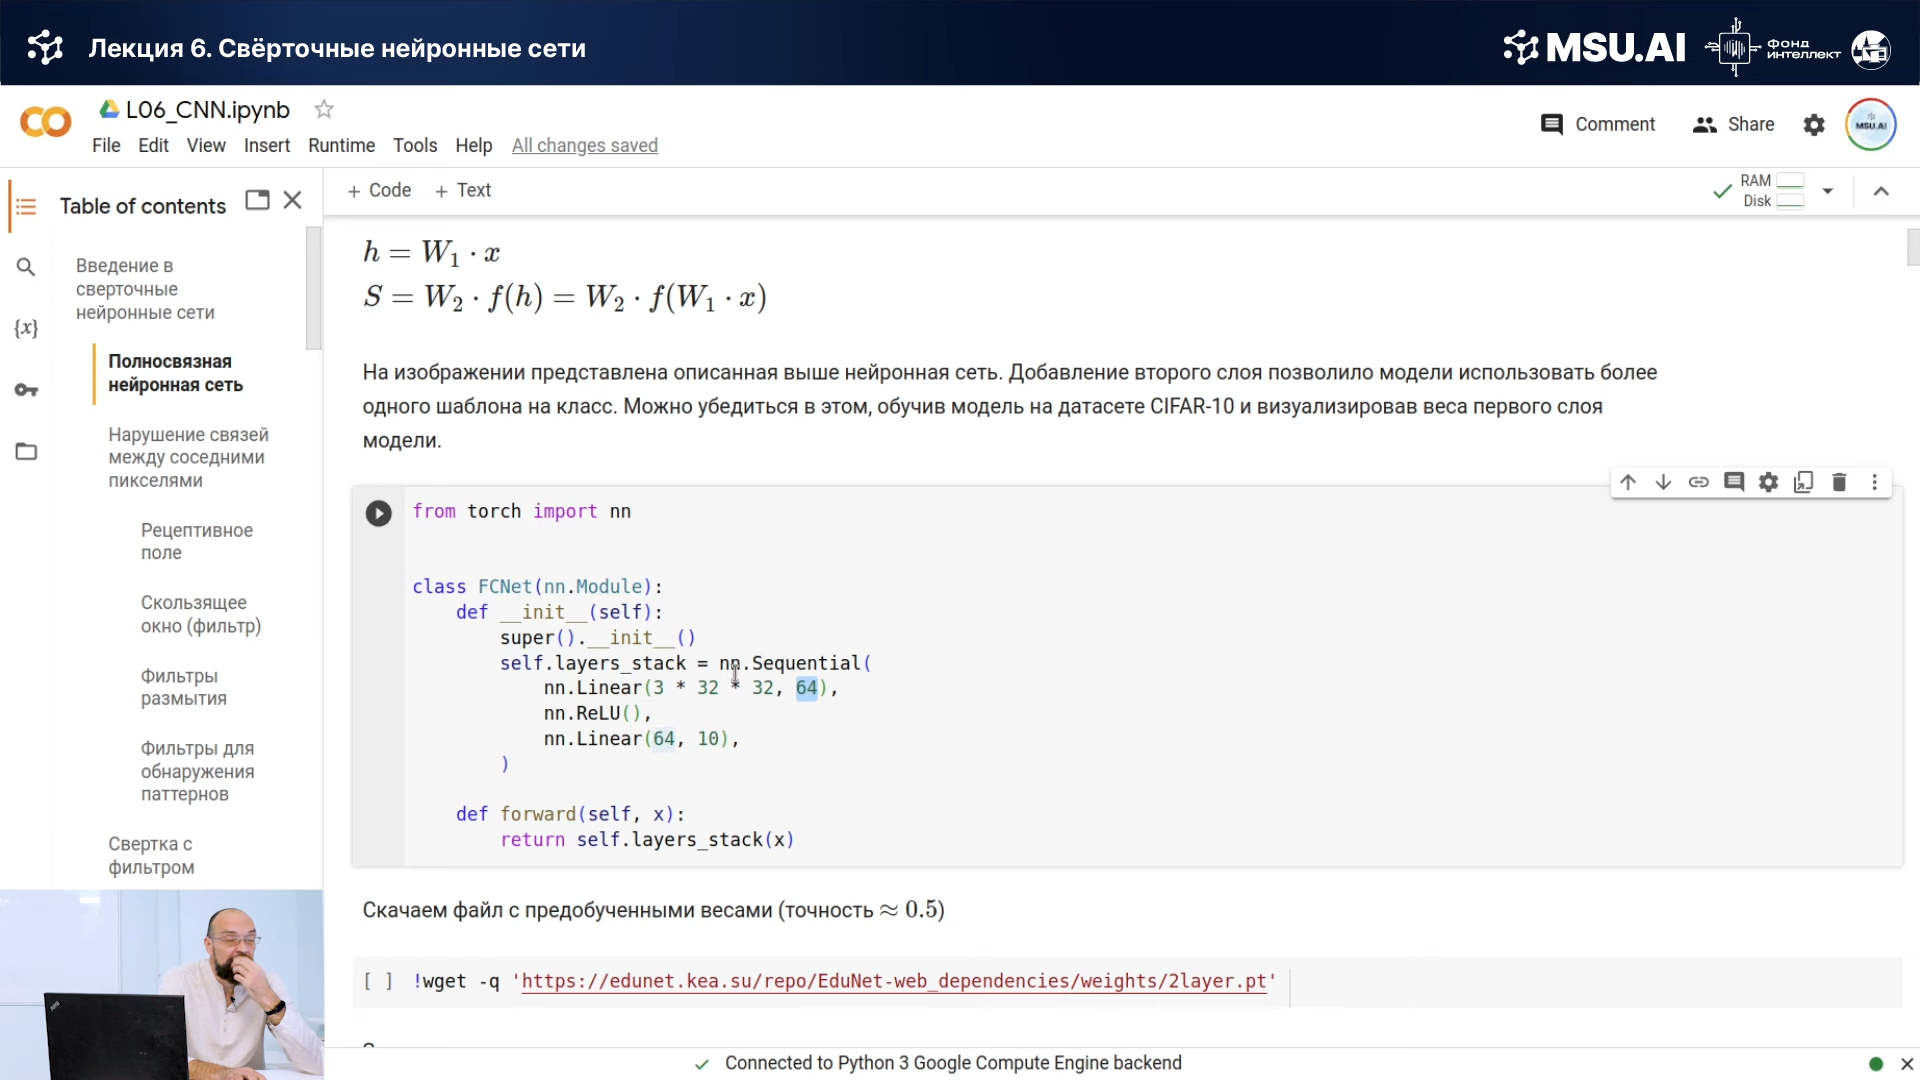 Лекция 6. Свёрточные нейронные сети
MSU.AI
ФОНД
ИНТЕЛЛЕКТ
L06_CNN.ipynb
File Edit View Insert Runtime Tools Help All changes saved
Comment
Share
MSU.AI
Table of contents
+ Code + Text
RAM
Disk
Введение в
сверточные
нейронные сети
Полносвязная
нейронная сеть
Нарушение связей
между соседними
пикселями
Рецептивное
поле
Скользящее
окно (фильтр)
Фильтры
размытия
Фильтры для
обнаружения
паттернов
Свертка с
фильтром
{x}
h = W₁ · x
S = W₂ · f(h) = W₂ · f(W₁ · x)
На изображении представлена описанная выше нейронная сеть. Добавление второго слоя позволило модели использовать более
одного шаблона на класс. Можно убедиться в этом, обучив модель на датасете CIFAR-10 и визуализировав веса первого слоя
модели.
from torch import nn
class FCNet(nn.Module):
    def __init__(self):
        super().__init__()
        self.layers_stack = nn.Sequential(
            nn.Linear(3 * 32 * 32, 64),
            nn.ReLU(),
            nn.Linear(64, 10),
        )
    def forward(self, x):
        return self.layers_stack(x)
Скачаем файл с предобученными весами (точность ≈ 0.5)
[ ] !wget -q 'https://edunet.kea.su/repo/EduNet-web_dependencies/weights/2layer.pt'
Connected to Python 3 Google Compute Engine backend